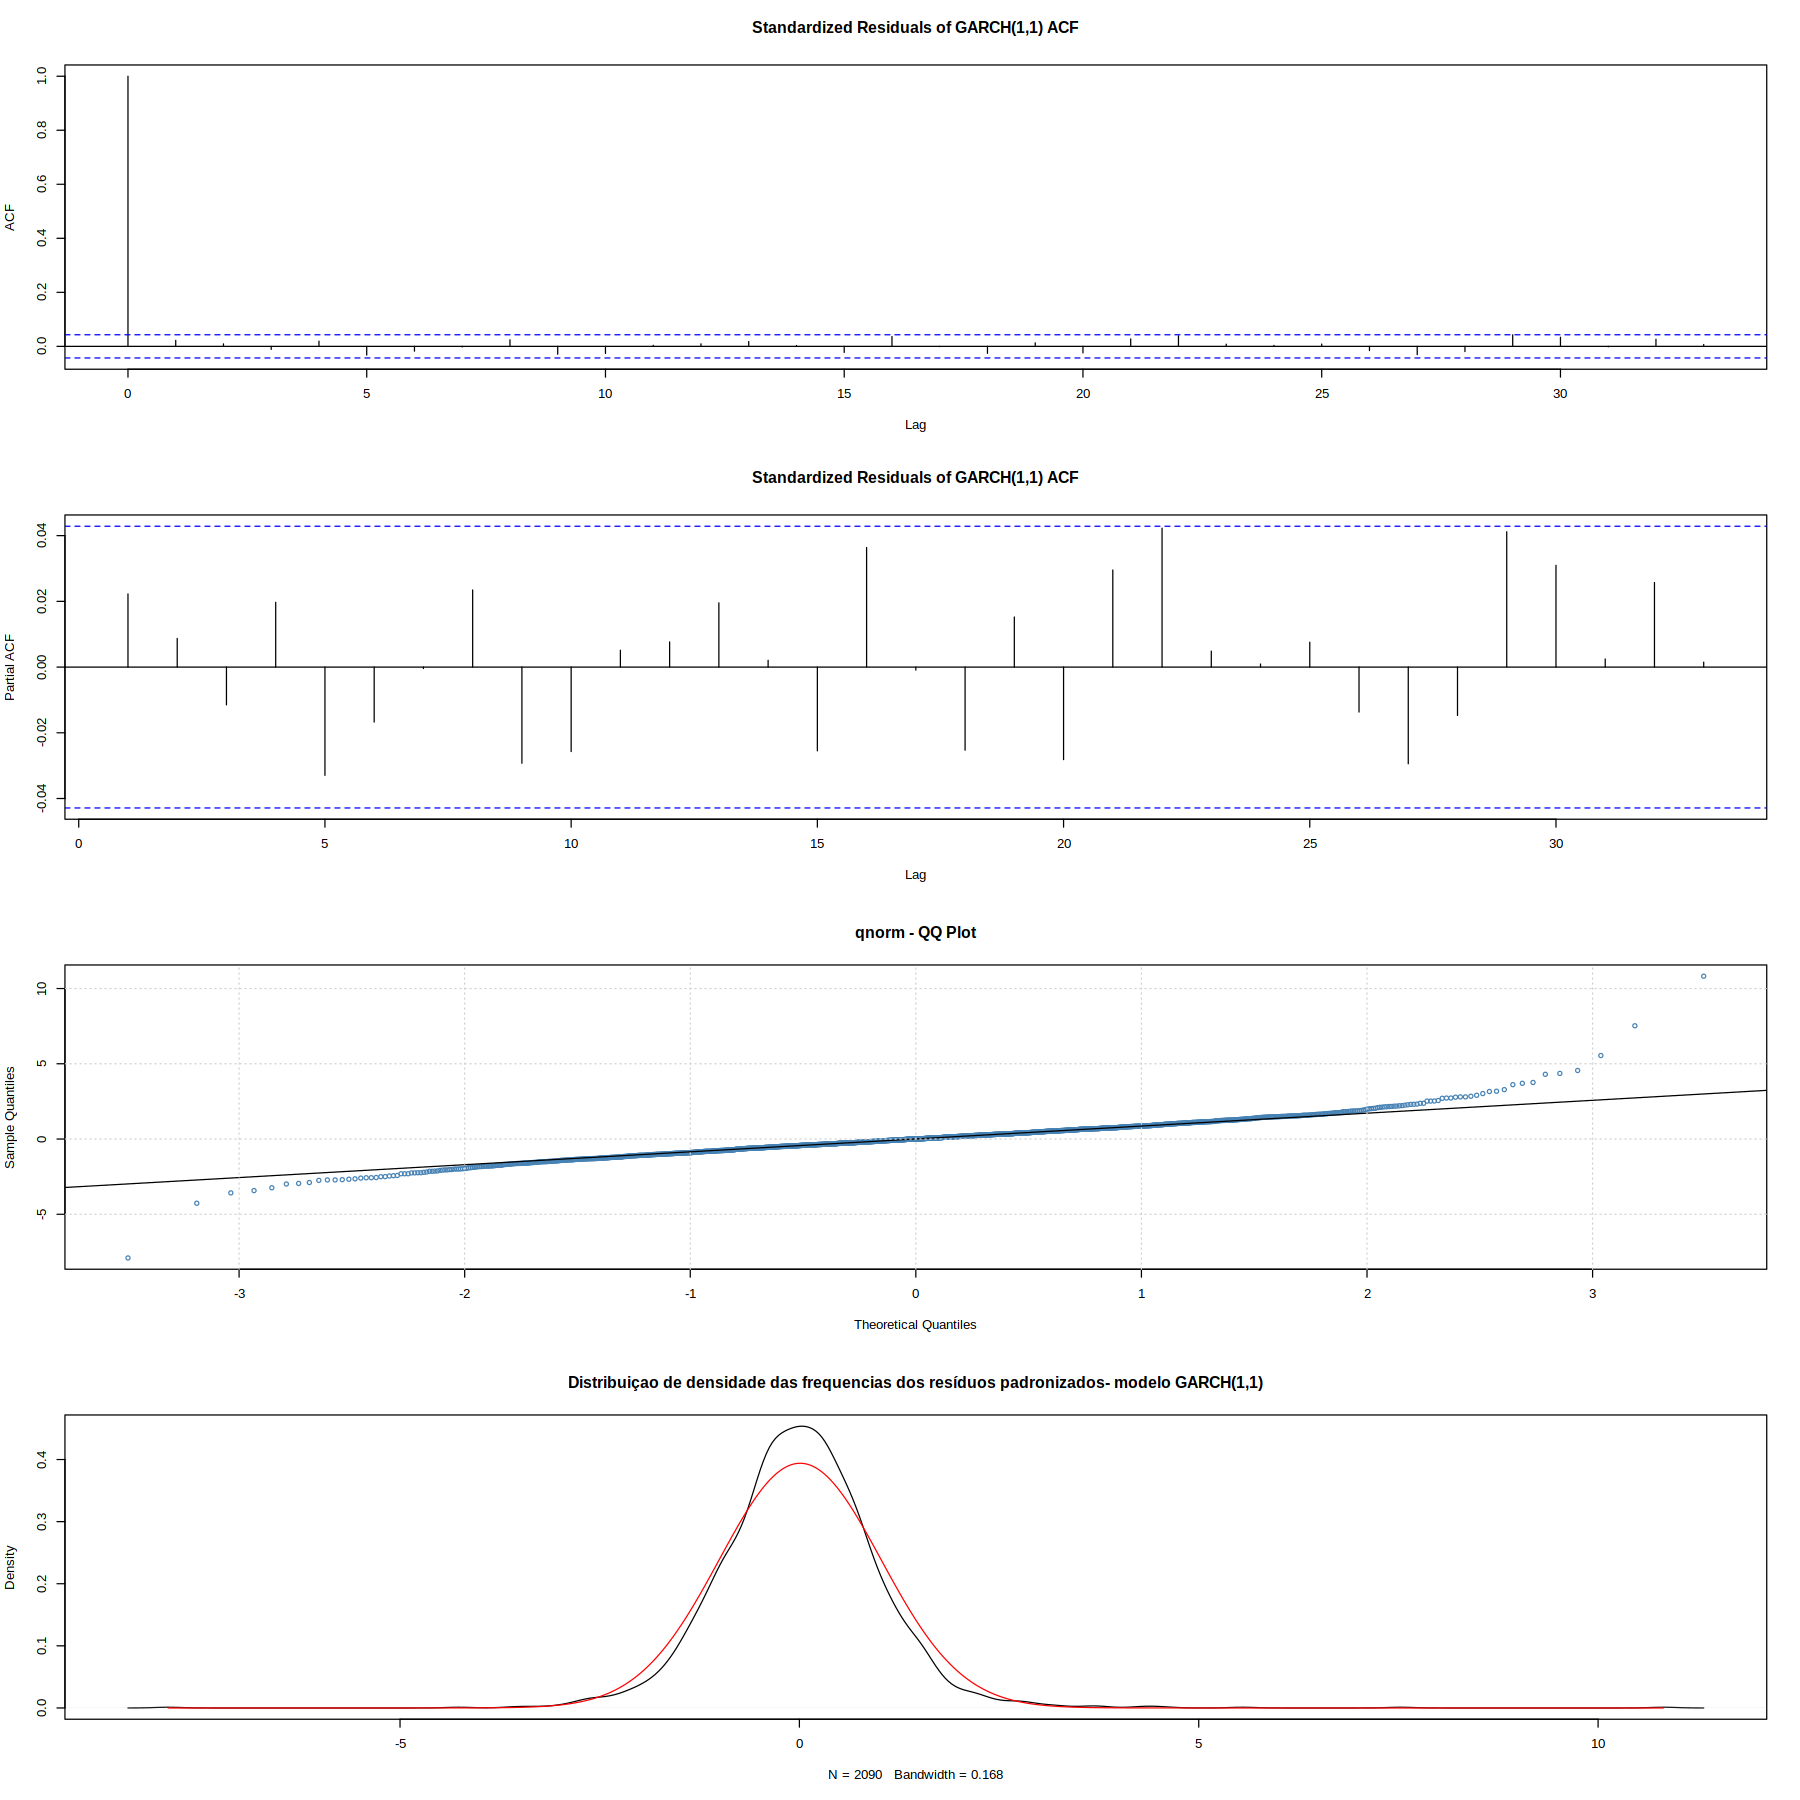 Standardized Residuals of GARCH(1,1) ACF
ACF
1.0
0.8
0.6
0.4
0.2
0.0
0 5 10 15 20 25 30
Lag
Standardized Residuals of GARCH(1,1) ACF
Partial ACF
0.04
0.02
0.00
-0.02
-0.04
0 5 10 15 20 25 30
Lag
qnorm - QQ Plot
Sample Quantiles
10
5
0
-5
-3 -2 -1 0 1 2 3
Theoretical Quantiles
Distribuiçao de densidade das frequencias dos resíduos padronizados- modelo GARCH(1,1)
Density
0.4
0.3
0.2
0.1
0.0
-5 0 5 10
N = 2090 Bandwidth = 0.168